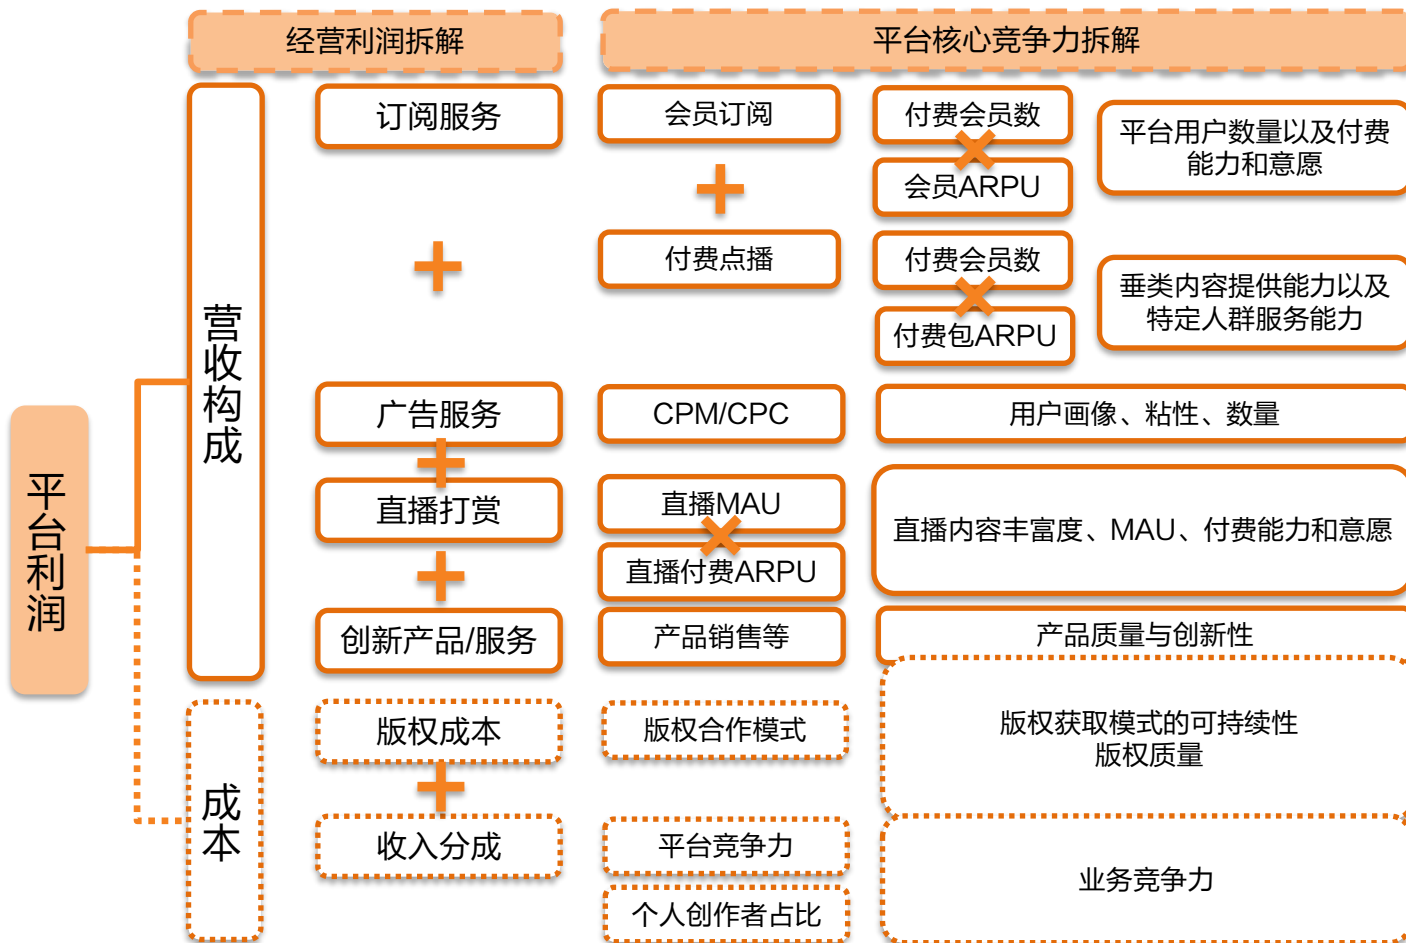 经营利润拆解
平台核心竞争力拆解
平台利润
营收构成
订阅服务
会员订阅
付费会员数
会员ARPU
平台用户数量以及付费
能力和意愿
付费点播
付费会员数
付费包ARPU
垂类内容提供能力以及
特定人群服务能力
广告服务
CPM/CPC
用户画像、粘性、数量
直播打赏
直播MAU
直播付费ARPU
直播内容丰富度、MAU、付费能力和意愿
创新产品/服务
产品销售等
产品质量与创新性
成本
版权成本
版权合作模式
版权获取模式的可持续性
版权质量
收入分成
平台竞争力
个人创作者占比
业务竞争力